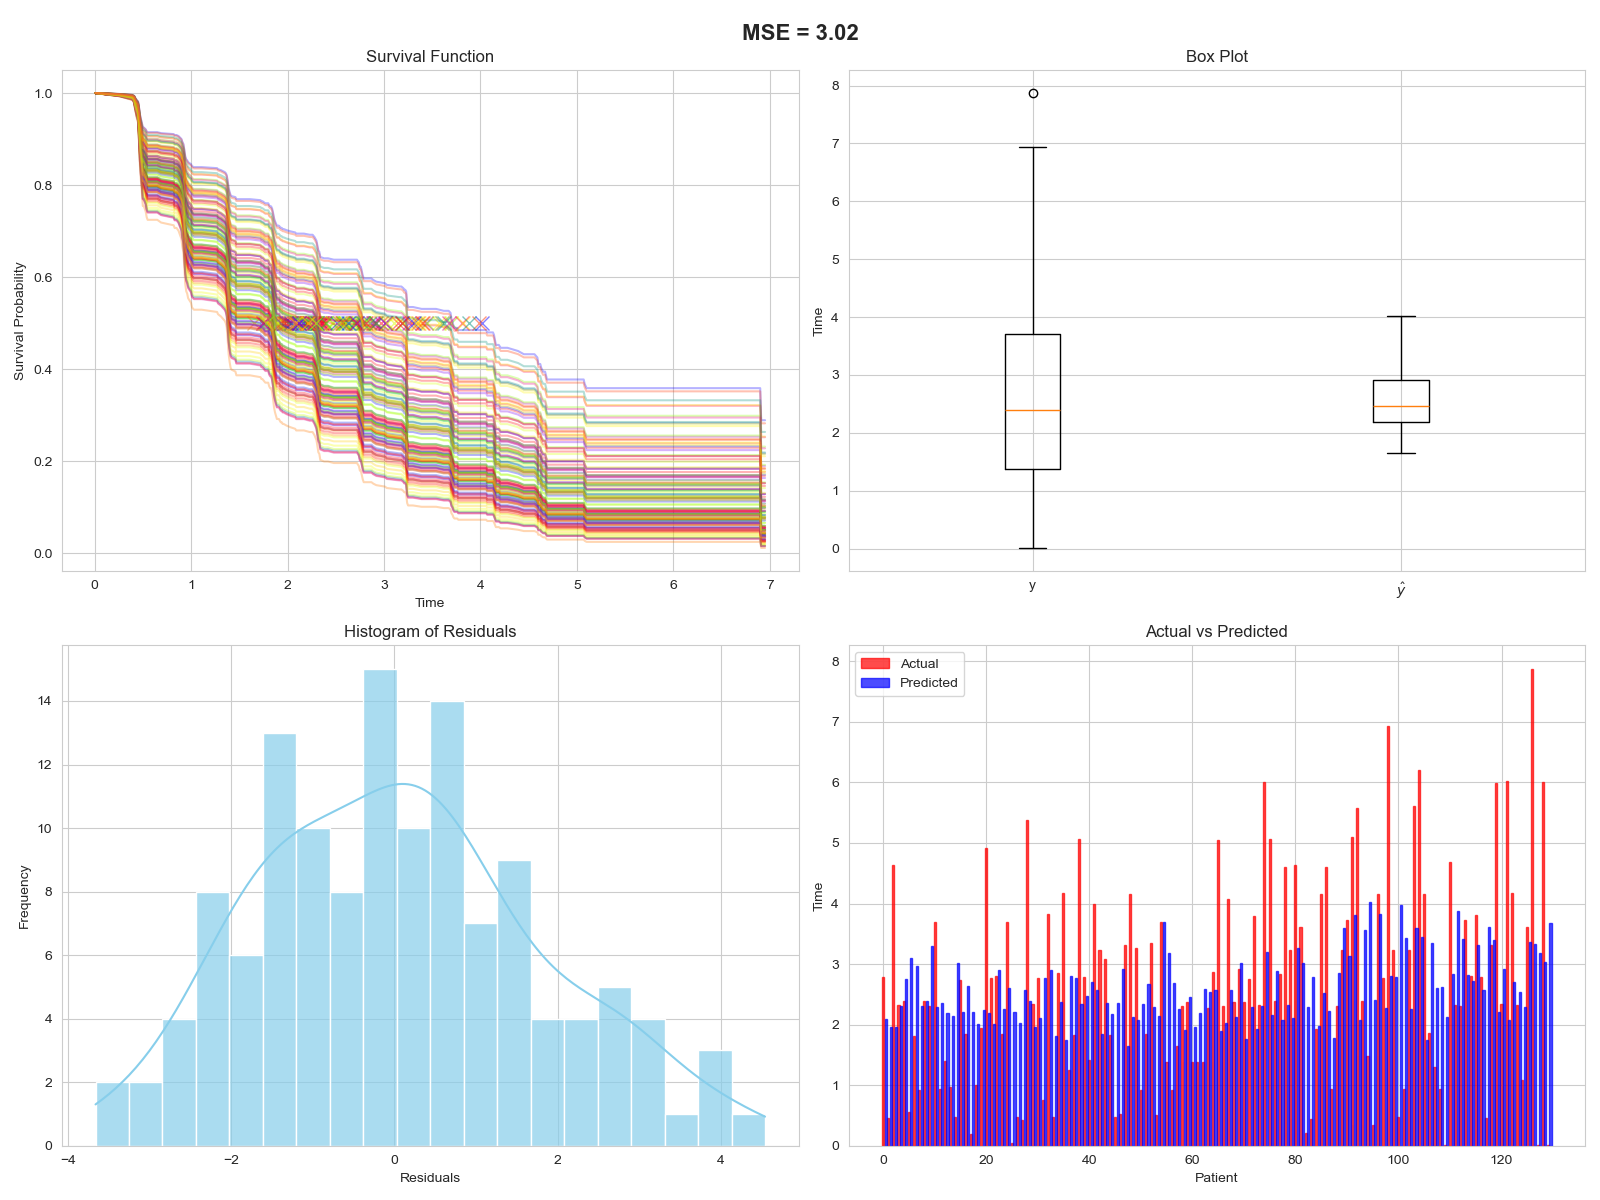 MSE = 3.02
Survival Function
1.0
0.8
0.6
0.4
0.2
0.0
Survival Probability
0 1 2 3 4 5 6 7
Time
Box Plot
8
7
6
5
4
3
2
1
0
Time
y ŷ
Histogram of Residuals
14
12
10
8
6
4
2
0
Frequency
−4 −2 0 2 4
Residuals
Actual vs Predicted
Actual
Predicted
8
7
6
5
4
3
2
1
0
Time
0 20 40 60 80 100 120
Patient